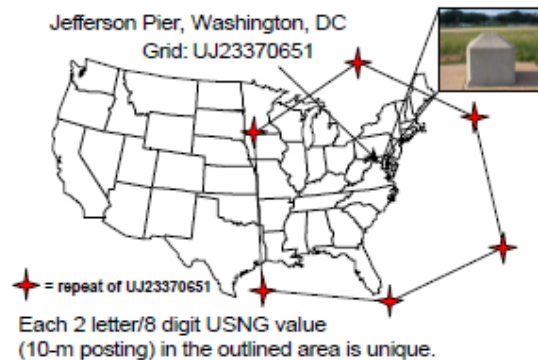 Jefferson Pier, Washington, DC
Grid: UJ23370651
= repeat of UJ23370651
Each 2 letter/8 digit USNG value
(10-m posting) in the outlined area is unique.